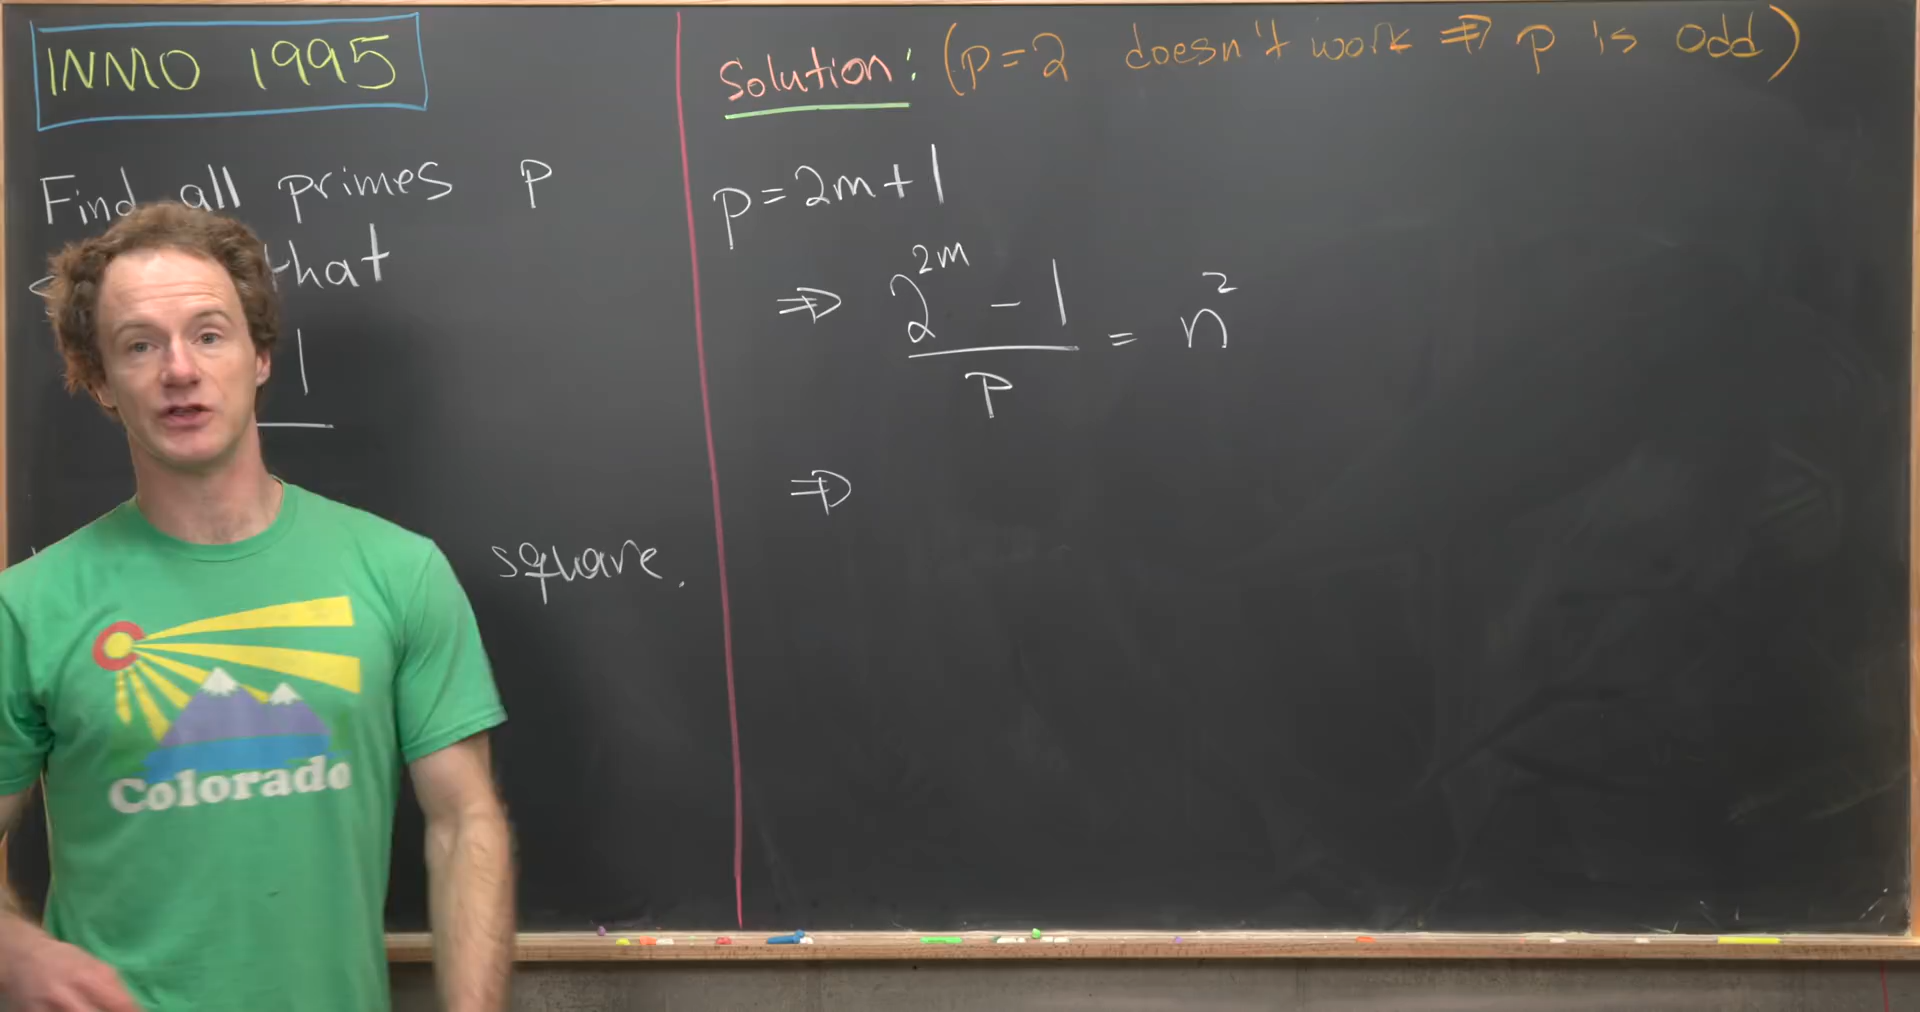 INMO 1995
Find all primes p
that
1
square.
Solution: (p=2 doesn't work ⇒ p is odd)
p=2m+1
⇒ (2^{2m} - 1)/p = n^2
⇒
Colorado